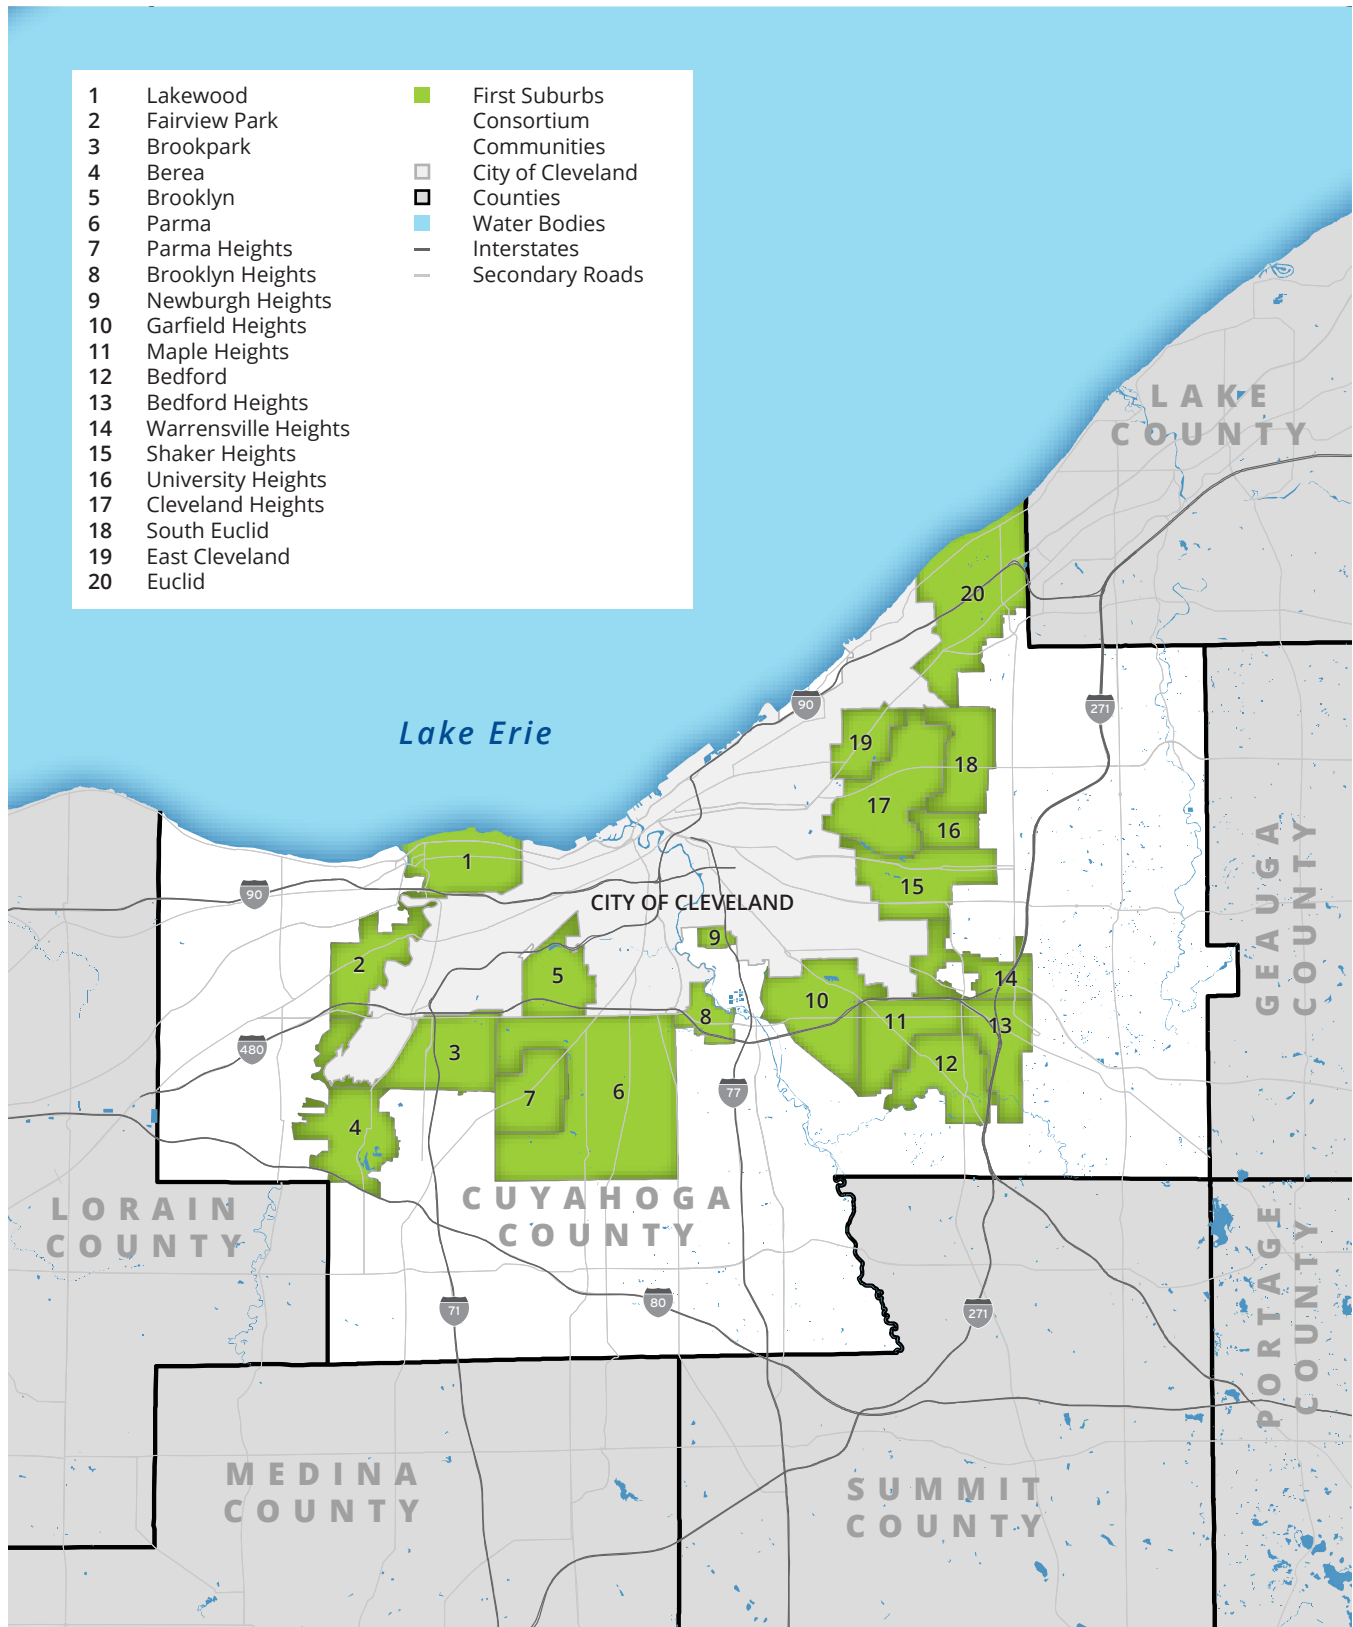 1 Lakewood
2 Fairview Park
3 Brookpark
4 Berea
5 Brooklyn
6 Parma
7 Parma Heights
8 Brooklyn Heights
9 Newburgh Heights
10 Garfield Heights
11 Maple Heights
12 Bedford
13 Bedford Heights
14 Warrensville Heights
15 Shaker Heights
16 University Heights
17 Cleveland Heights
18 South Euclid
19 East Cleveland
20 Euclid
First Suburbs
Consortium
Communities
City of Cleveland
Counties
Water Bodies
Interstates
Secondary Roads
LAKE
COUNTY
20
90
271
Lake Erie
19
18
17
16
1
15
90
CITY OF CLEVELAND
GEAUGA
COUNTY
9
2
5
14
10
8
11
13
480
3
12
77
6
7
4
LORAIN
COUNTY
CUYAHOGA
COUNTY
PORTAGE
COUNTY
71
80
271
MEDINA
COUNTY
SUMMIT
COUNTY